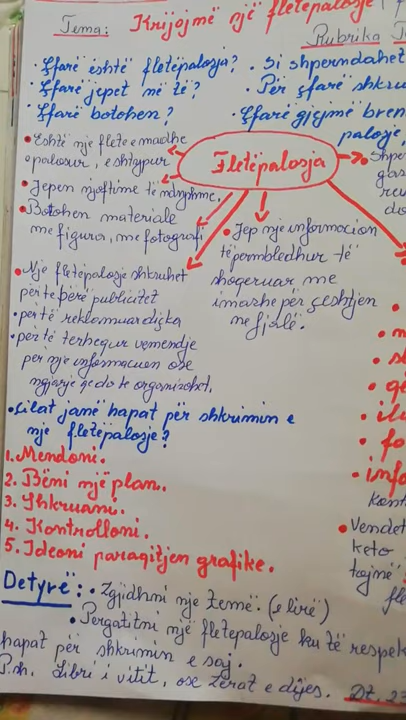 Tema: Krijojmë një fletëpalosje
Rubrika
• Çfarë është fletëpalosja?
• Si shpërndahet
• Çfarë jepet në të?
• Për çfarë shkru
• Çfarë botohen?
• Çfarë gjejmë bren
palosje,
• Është një fletë e madhe
e palosur, e shtypur
Fletëpalosja
• Jepen njoftime të ndryshme.
• Botohen materiale
me figura, me fotografi
• Jep një informacion
të përmbledhur të
shoqëruar me
imazhe për çështjen
në fjalë.
• Një fletëpalosje shkruhet
për të bërë publicitet
• për të reklamuar diçka
• për të tërhequr vëmendje
për një informacion ose
ngjarje që do të organizohet.
• Cilat janë hapat për shkrimin e
një fletëpalosje?
1. Mendoni.
2. Bëni një plan.
3. Shkruani.
4. Kontrolloni.
5. Ideoni paraqitjen grafike.
• Vendet
keto
Detyrë: • Zgjidhni një temë. (e lirë)
• Përgatitni një fletëpalosje ku të respek
hapat për shkrimin e saj.
P.sh. Libri i vitit, ose Zërat e dijes.
Dt. 27